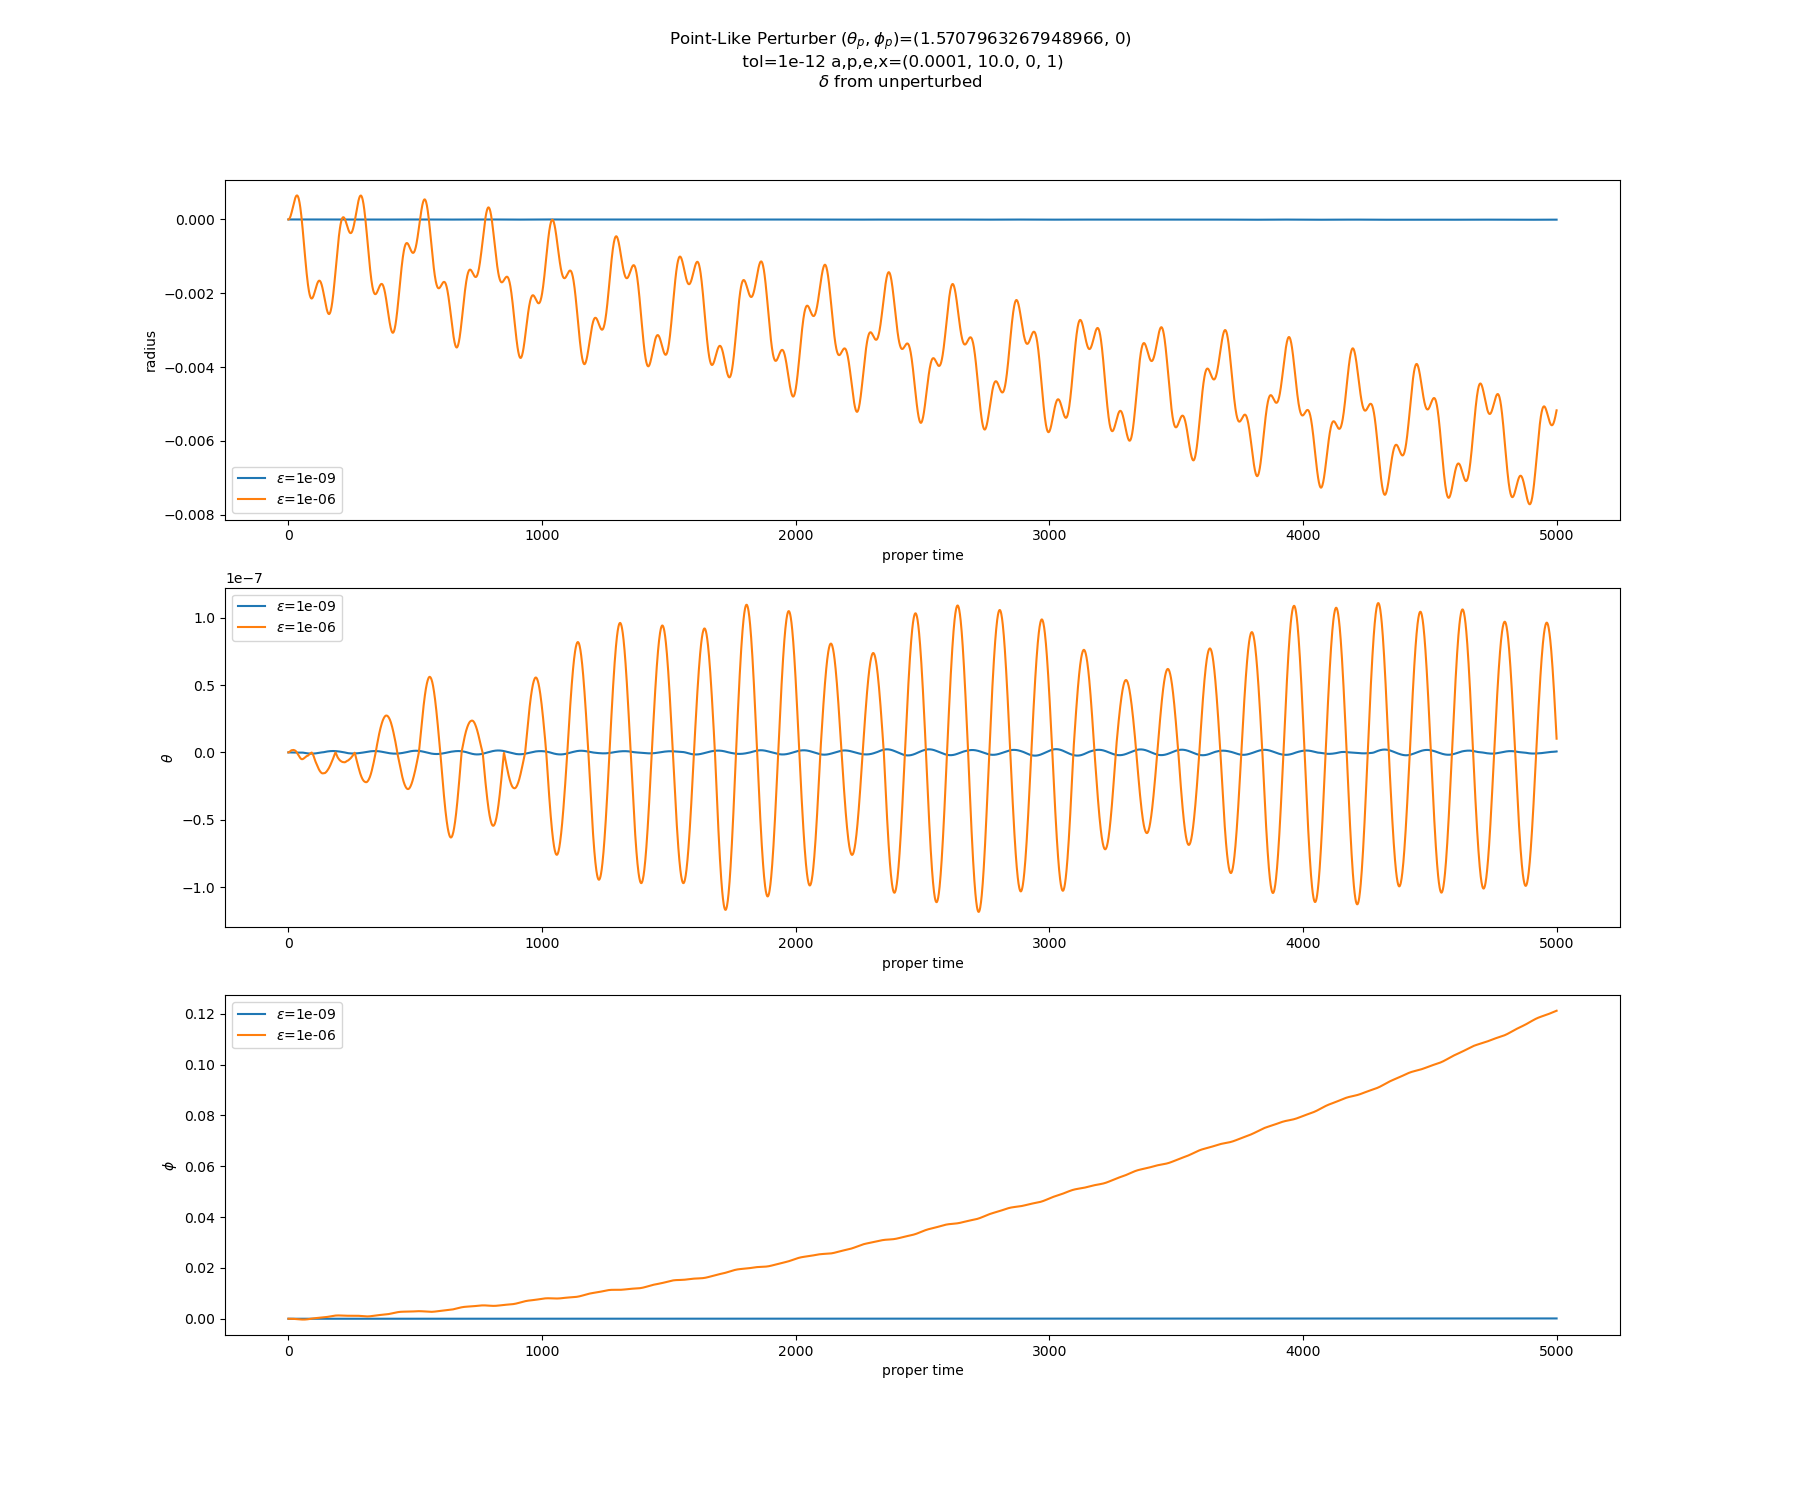 Point-Like Perturber (θp, ϕp)=(1.5707963267948966, 0)
tol=1e-12 a,p,e,x=(0.0001, 10.0, 0, 1)
δ from unperturbed
0.000
−0.002
−0.004
−0.006
−0.008
radius
ε=1e-09
ε=1e-06
0 1000 2000 3000 4000 5000
proper time
1e−7
1.0
0.5
0.0
−0.5
−1.0
θ
ε=1e-09
ε=1e-06
0 1000 2000 3000 4000 5000
proper time
0.12
0.10
0.08
0.06
0.04
0.02
0.00
ϕ
ε=1e-09
ε=1e-06
0 1000 2000 3000 4000 5000
proper time